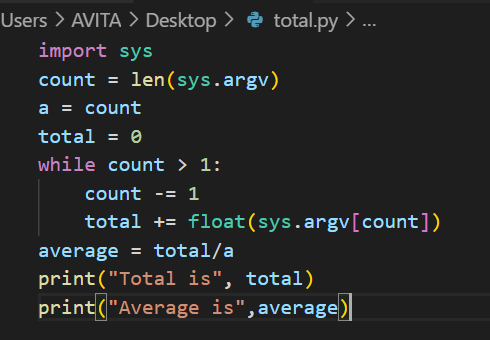 Users > AVITA > Desktop > total.py > ...
import sys
count = len(sys.argv)
a = count
total = 0
while count > 1:
    count -= 1
    total += float(sys.argv[count])
average = total/a
print("Total is", total)
print("Average is",average)